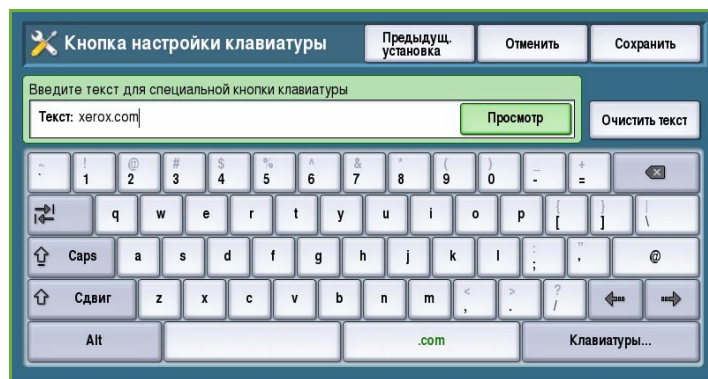 Кнопка настройки клавиатуры
Предыдущ.
установка
Отменить
Сохранить
Введите текст для специальной кнопки клавиатуры
Текст: xerox.com
Просмотр
Очистить текст
~ ! @ # $ % ^ & * ( ) _ +
` 1 2 3 4 5 6 7 8 9 0 - =
q w e r t y u i o p { [ } ] | \
Caps a s d f g h j k l : ; " ' @
Сдвиг z x c v b n m < , > . ? /
Alt .com Клавиатуры...